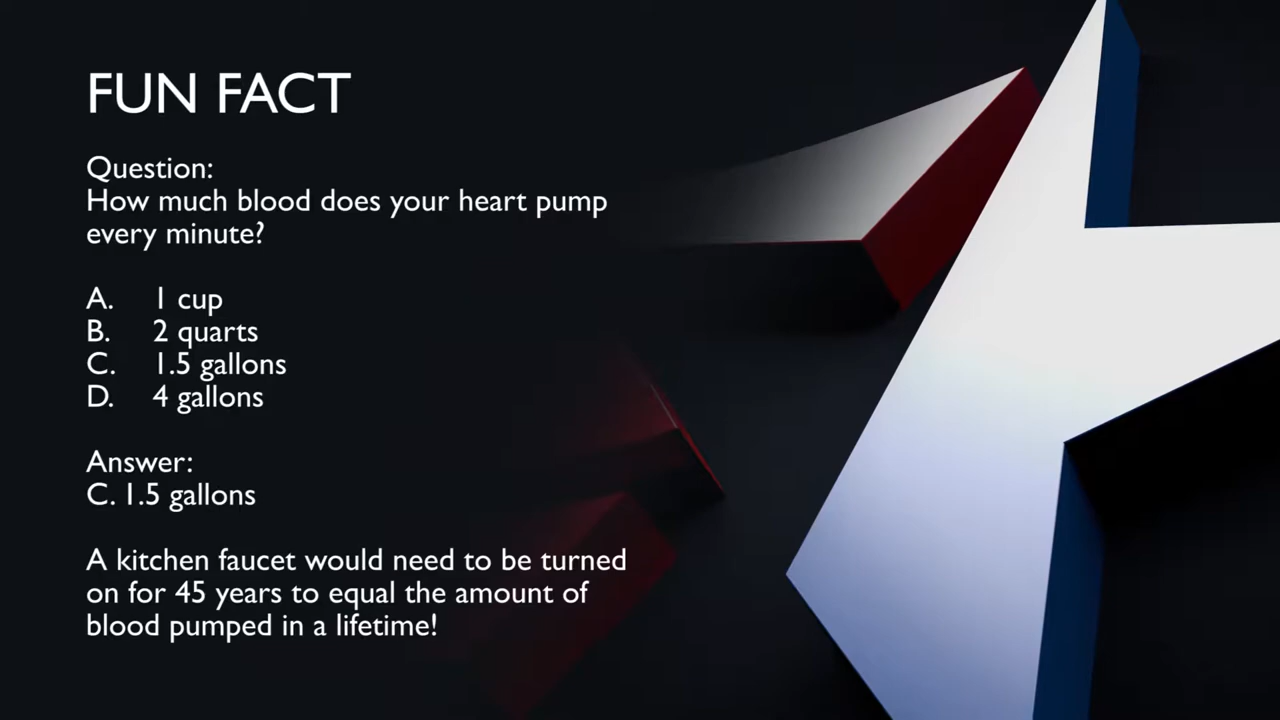 FUN FACT
Question:
How much blood does your heart pump
every minute?
A. 1 cup
B. 2 quarts
C. 1.5 gallons
D. 4 gallons
Answer:
C. 1.5 gallons
A kitchen faucet would need to be turned
on for 45 years to equal the amount of
blood pumped in a lifetime!